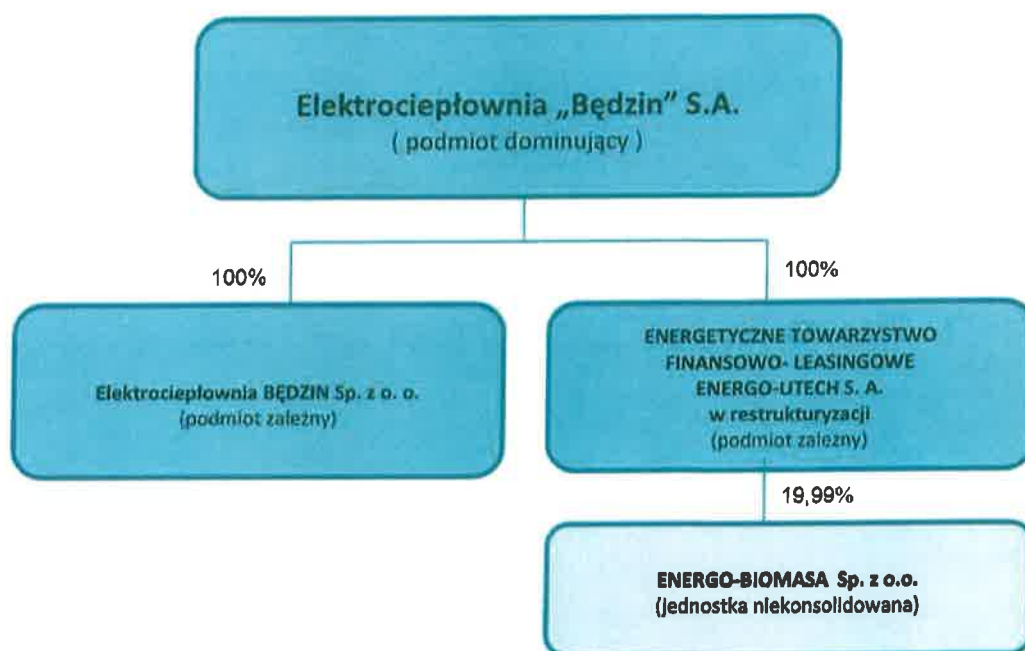 Elektrociepłownia „Będzin” S.A.
( podmiot dominujący )
100%
100%
Elektrociepłownia BĘDZIN Sp. z o. o.
(podmiot zależny)
ENERGETYCZNE TOWARZYSTWO
FINANSOWO- LEASINGOWE
ENERGO-UTECH S. A.
w restrukturyzacji
(podmiot zależny)
19,99%
ENERGO-BIOMASA Sp. z o.o.
(jednostka niekonsolidowana)